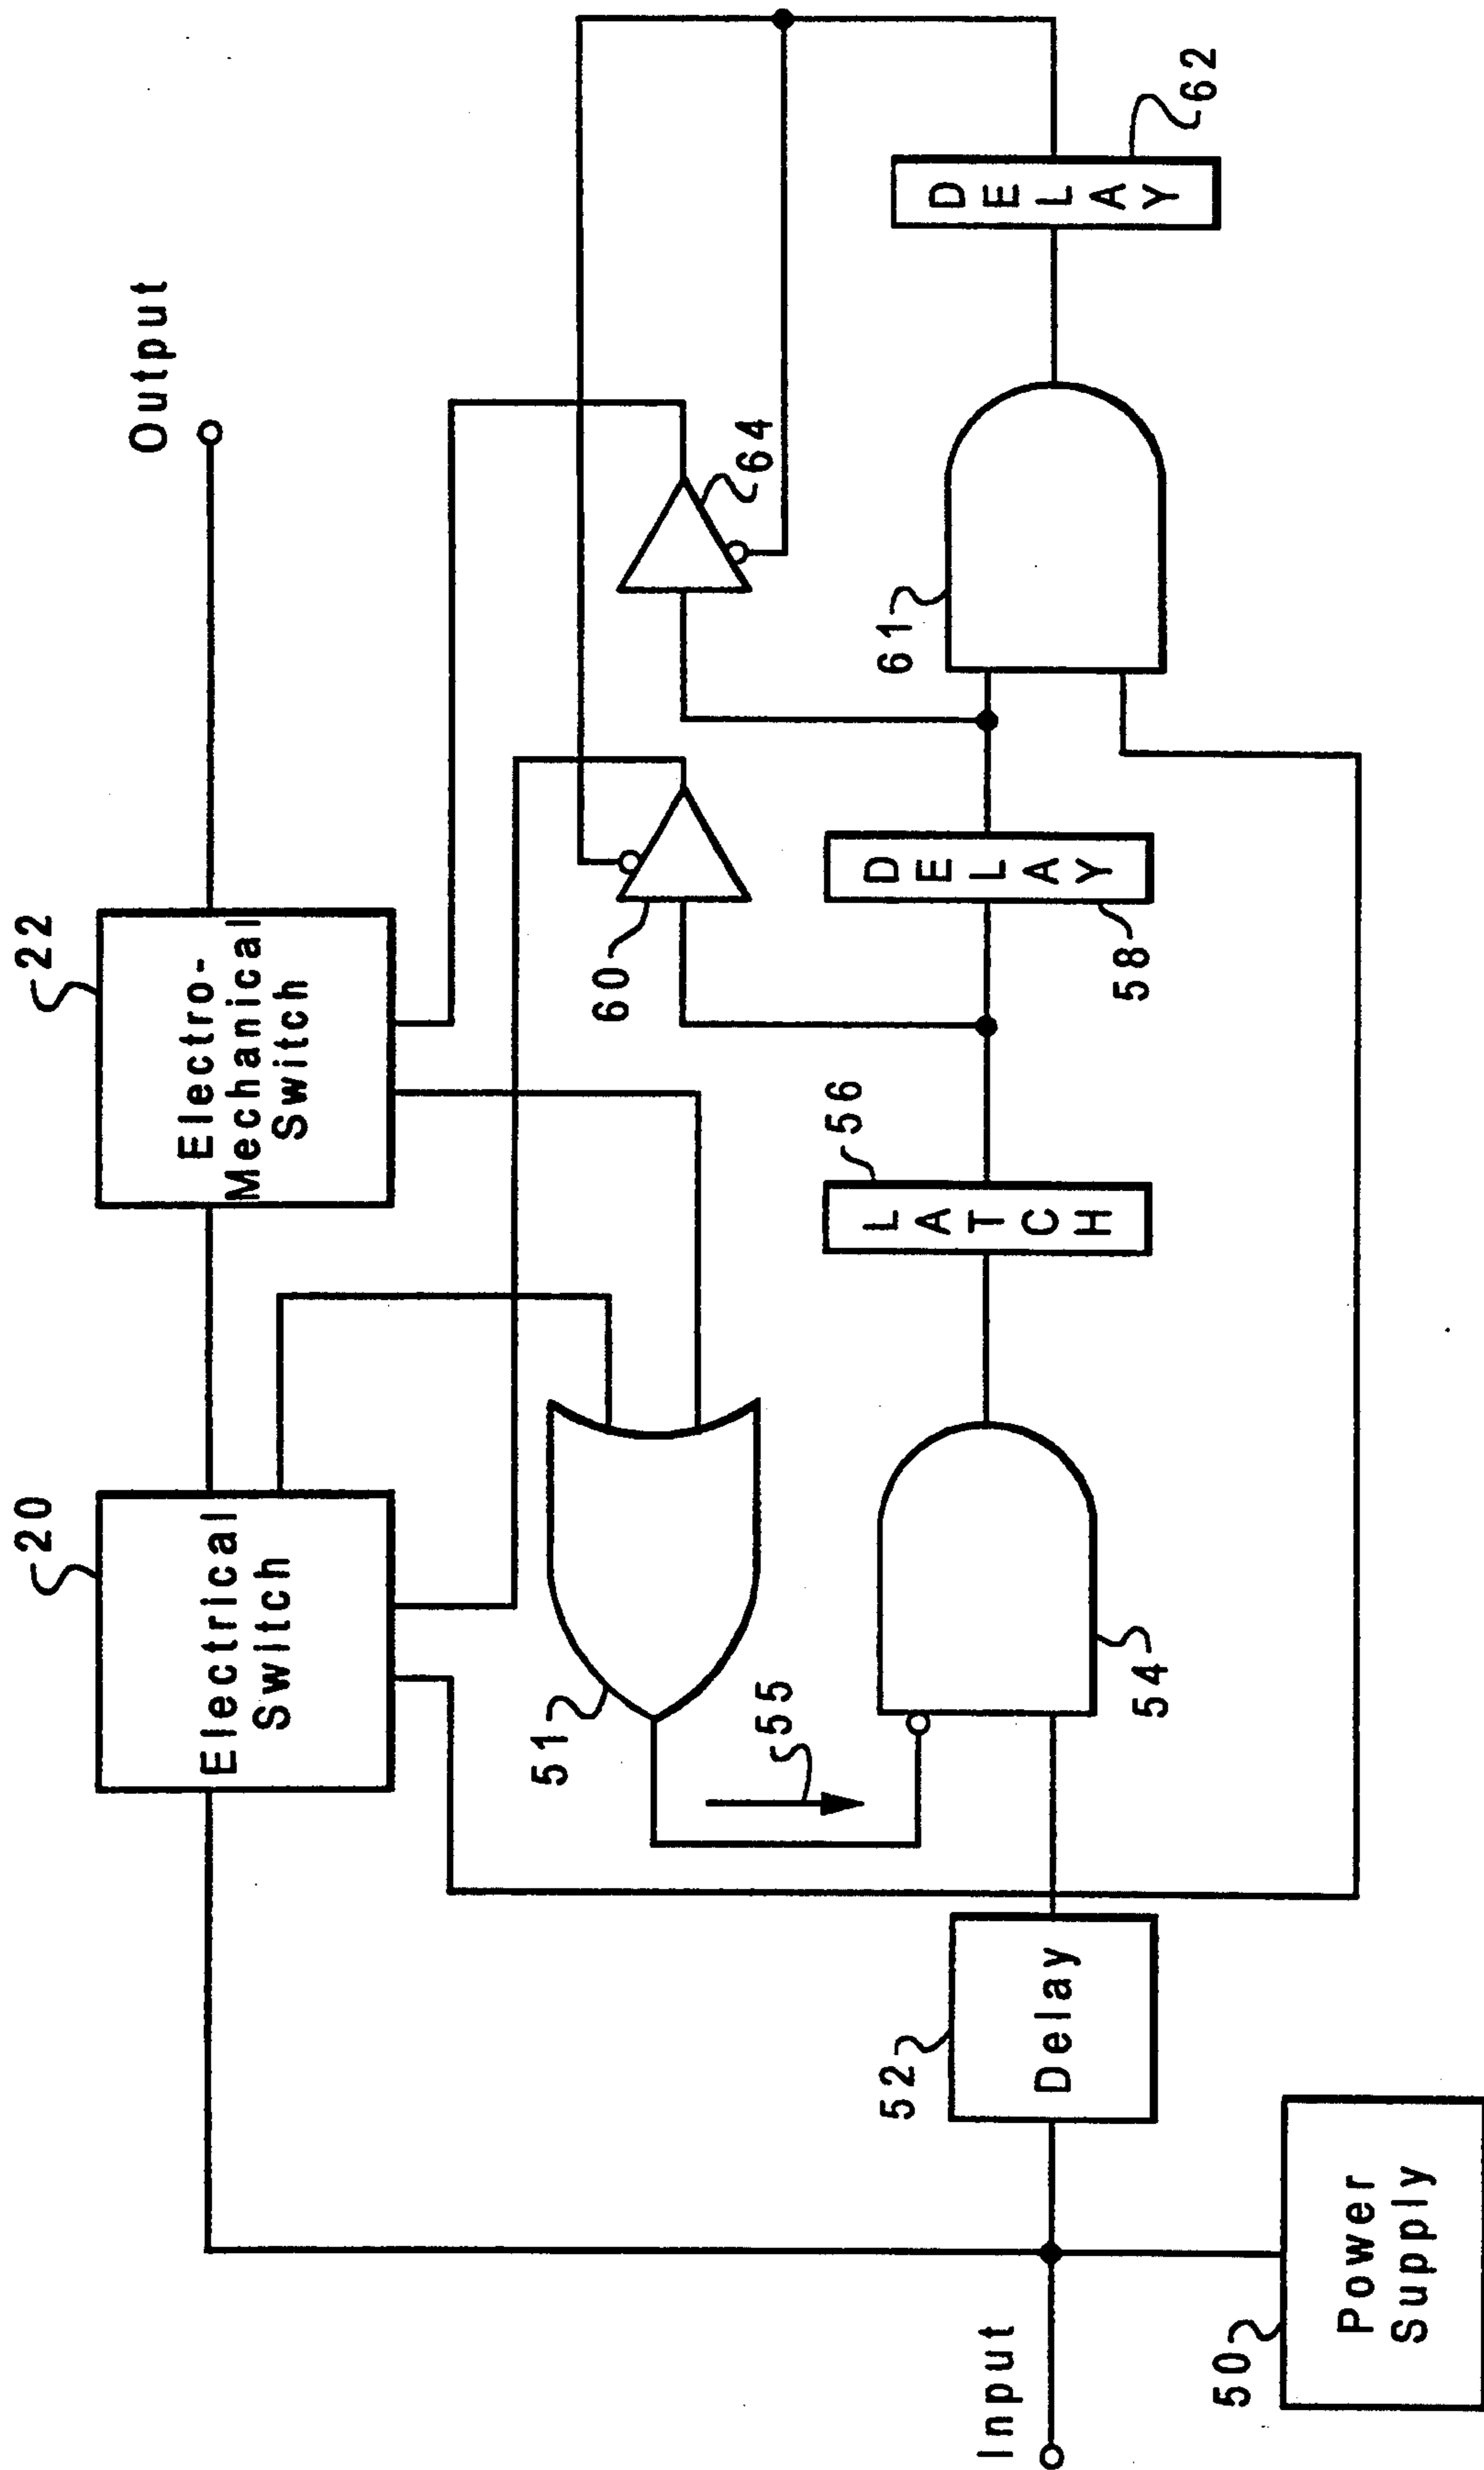 20
Electrical
Switch
22
Electro-
Mechanical
Switch
Output
51
55
60
64
Input
52
Delay
54
56
LATCH
58
DELAY
61
62
DELAY
50
Power
Supply